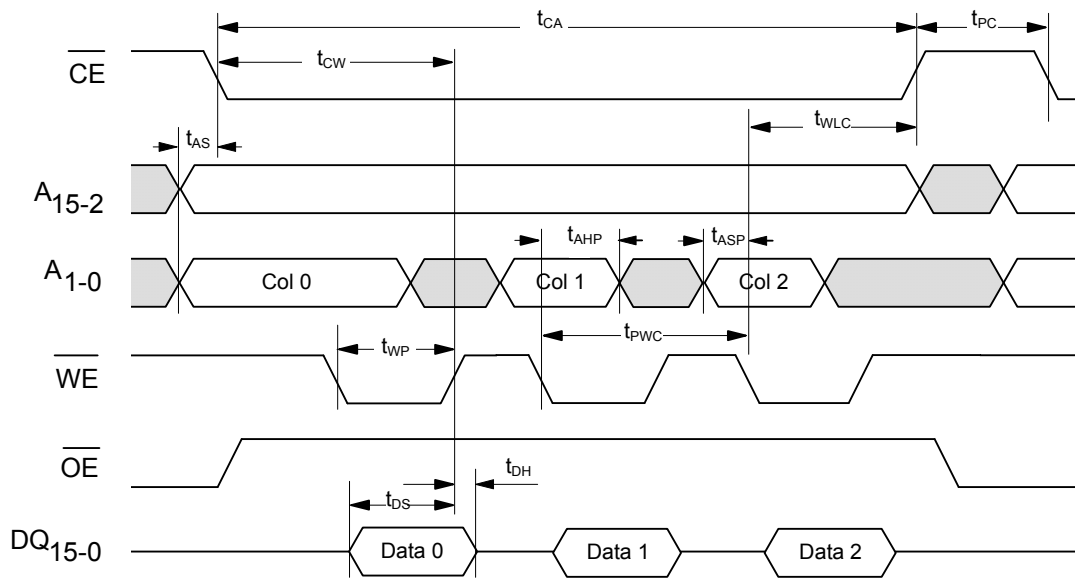 tCA
tPC
CE
tCW
tWLC
tAS
A15-2
tAHP
tASP
A1-0
Col 0
Col 1
Col 2
tWP
tPWC
WE
OE
tDH
tDS
DQ15-0
Data 0
Data 1
Data 2